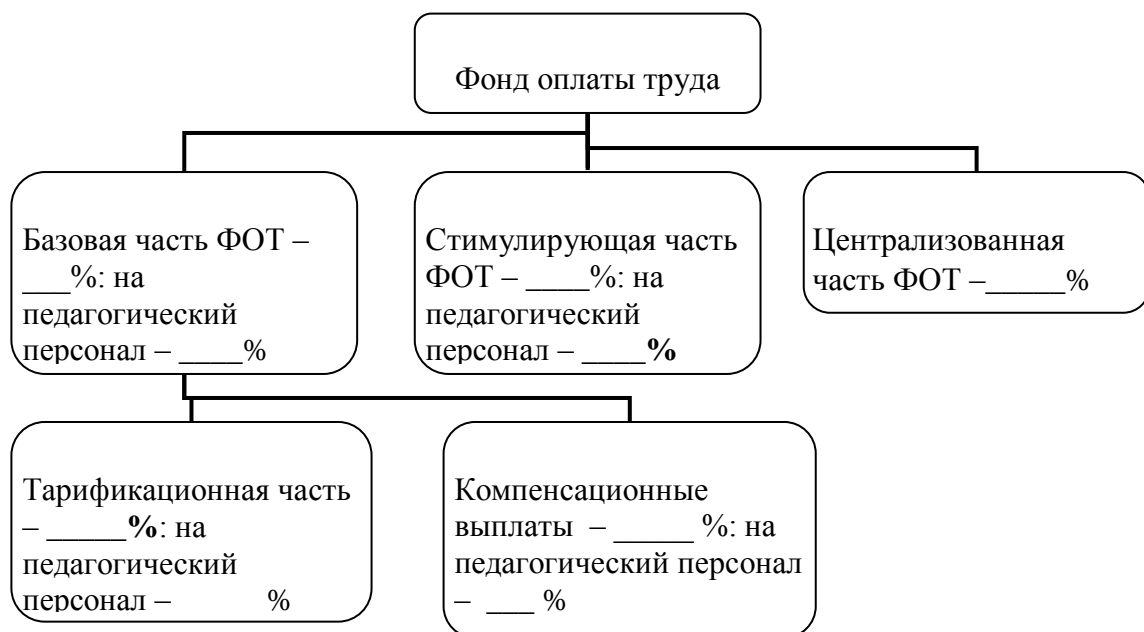 Фонд оплаты труда
Базовая часть ФОТ –
___%: на
педагогический
персонал – ____%
Стимулирующая часть
ФОТ – ____%: на
педагогический
персонал – ____%
Централизованная
часть ФОТ –_____%
Тарификационная часть
– _____%: на
педагогический
персонал – _____ %
Компенсационные
выплаты – _____ %: на
педагогический персонал
– ___ %